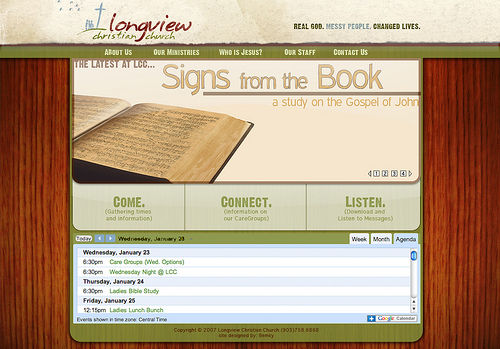 longview
christian church
REAL GOD. MESSY PEOPLE. CHANGED LIVES.
ABOUT US OUR MINISTRIES WHO IS JESUS? OUR STAFF CONTACT US
THE LATEST AT LCC...
Signs from the Book
a study on the Gospel of John
1 2 3 4
COME. CONNECT. LISTEN.
(Gathering times (Information on (Download and
and information) our CareGroups) Listen to Messages)
Today Wednesday, January 23 Week Month Agenda
Wednesday, January 23
6:30pm Care Groups (Wed. Options)
6:30pm Wednesday Night @ LCC
Thursday, January 24
6:30pm Ladies Bible Study
Friday, January 25
12:15pm Ladies Lunch Bunch
Events shown in time zone: Central Time Google Calendar
Copyright © 2007 Longview Christian Church
site designed by: